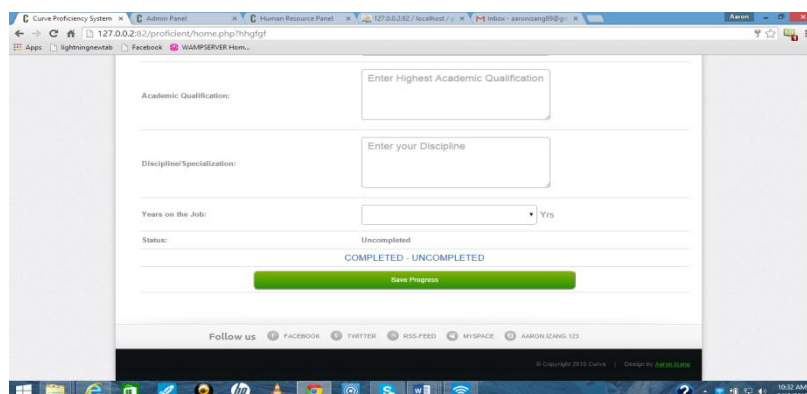 Curve Proficiency System
Admin Panel
Human Resource Panel
127.0.0.2:82 / localhost / p
Aaron
127.0.0.2:82/proficient/home.php?hhgfgf
Apps lightningnewtab Facebook WAMPSERVER Hom...
Academic Qualification:
Enter Highest Academic Qualification
Discipline/Specialization:
Enter your Discipline
Years on the Job:
Yrs
Status:
Uncompleted
COMPLETED - UNCOMPLETED
Save Progress
Follow us FACEBOOK TWITTER RSS-FEED MYSPACE AARON.IZANG.123
© Copyright 2015 Curve | Design by Aaron Izang
10:32 AM